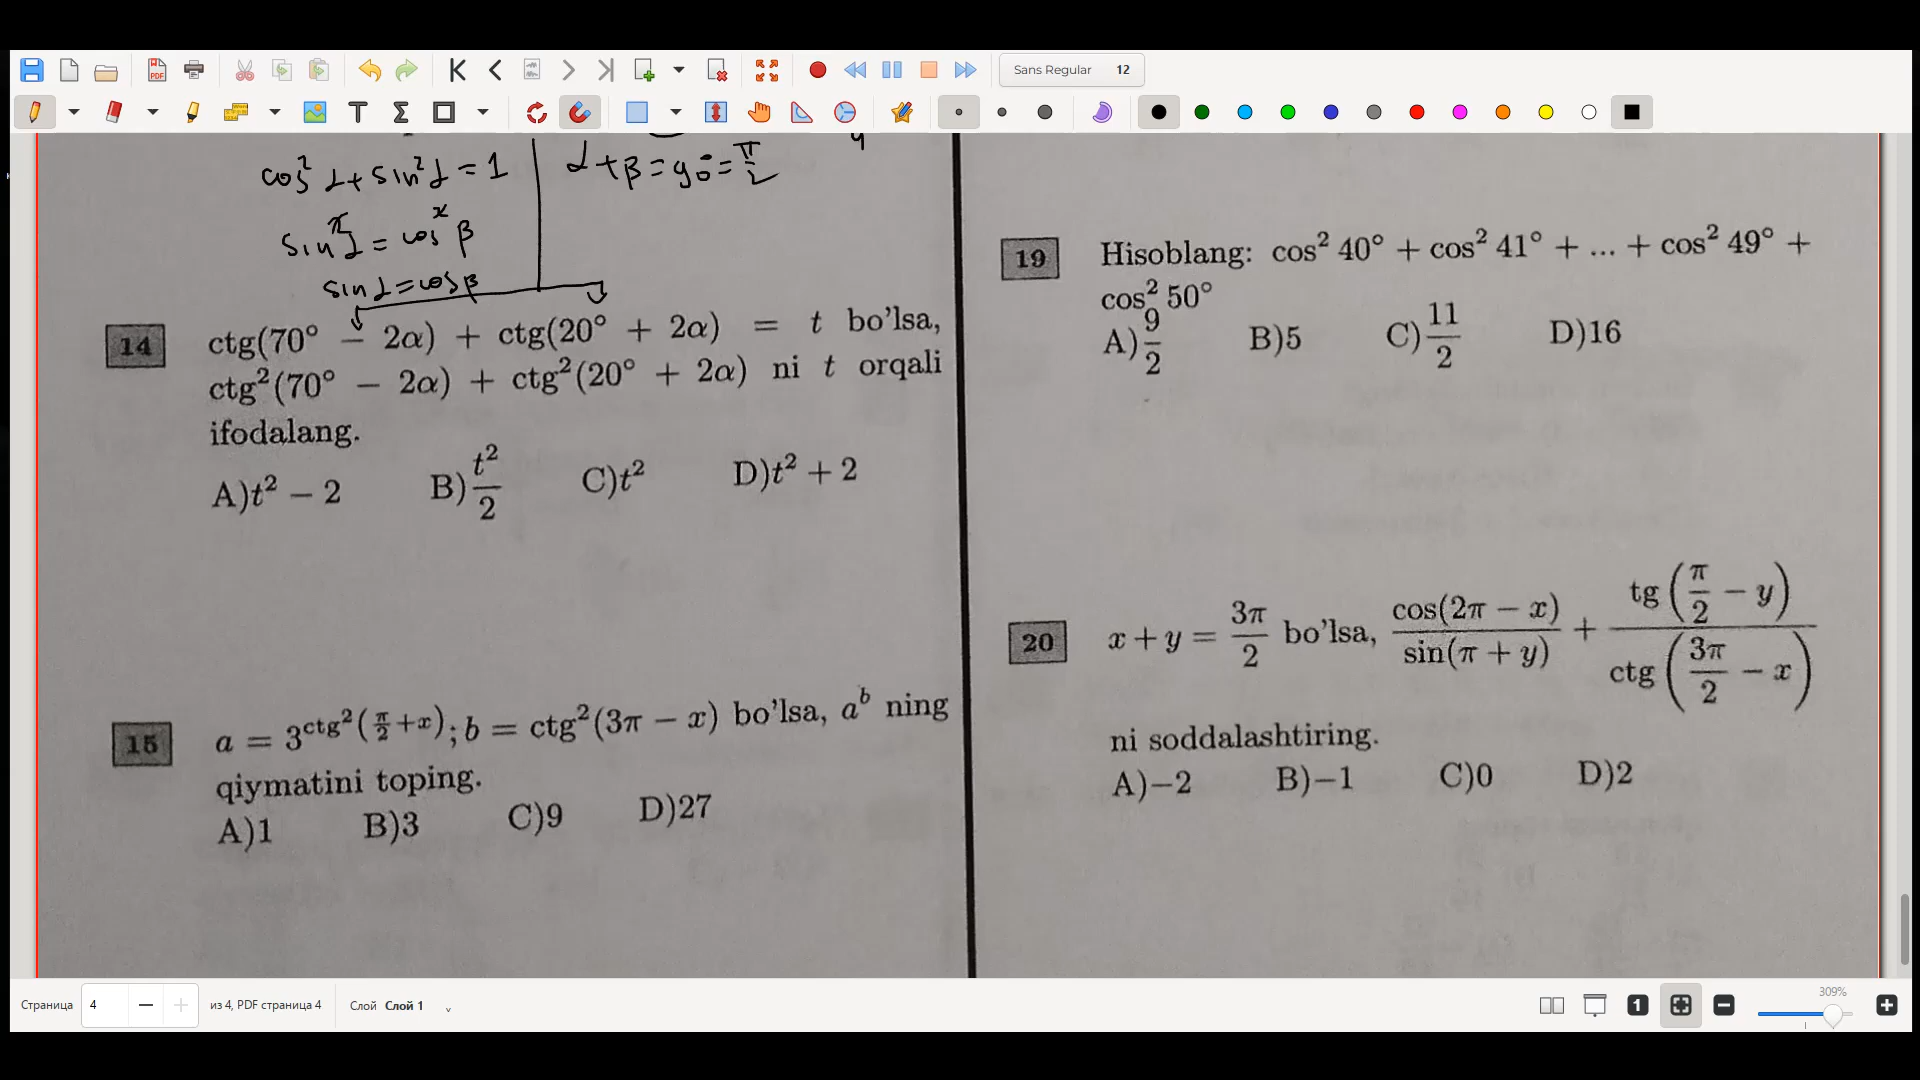 Sans Regular 12
cos² α + sin² α = 1
α + β = 90° = π/2
sin^x α = cos^x β
sin α = cos β
14 ctg(70° − 2α) + ctg(20° + 2α) = t bo'lsa,
ctg²(70° − 2α) + ctg²(20° + 2α) ni t orqali
ifodalang.
A)t² − 2 B)t²/2 C)t² D)t² + 2
15 a = 3^(ctg²(π/2 + x)); b = ctg²(3π − x) bo'lsa, a^b ning
qiymatini toping.
A)1 B)3 C)9 D)27
19 Hisoblang: cos² 40° + cos² 41° + ... + cos² 49° +
cos² 50°
A)9/2 B)5 C)11/2 D)16
20 x + y = 3π/2 bo'lsa, cos(2π − x)/sin(π + y) + tg(π/2 − y)/ctg(3π/2 − x)
ni soddalashtiring.
A)−2 B)−1 C)0 D)2
Страница 4 из 4, PDF страница 4 Слой Слой 1 309%